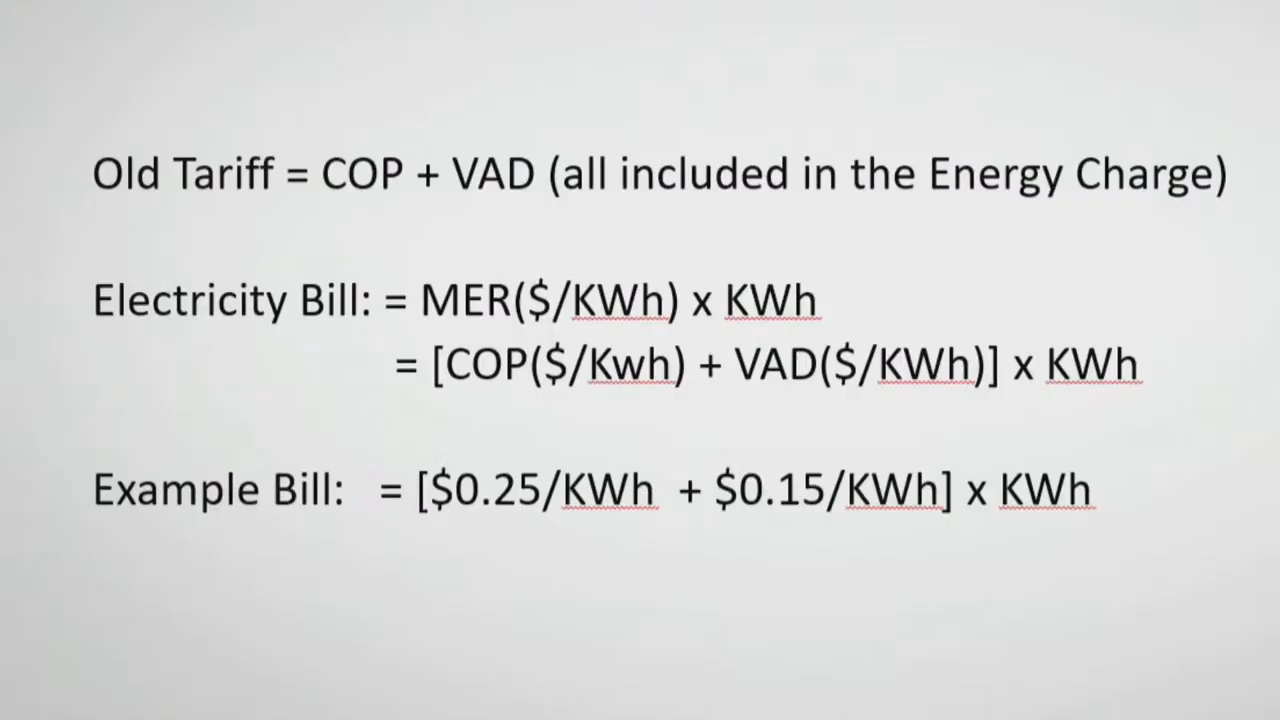 Old Tariff = COP + VAD (all included in the Energy Charge)
Electricity Bill: = MER($/KWh) x KWh
= [COP($/Kwh) + VAD($/KWh)] x KWh
Example Bill: = [$0.25/KWh + $0.15/KWh] x KWh